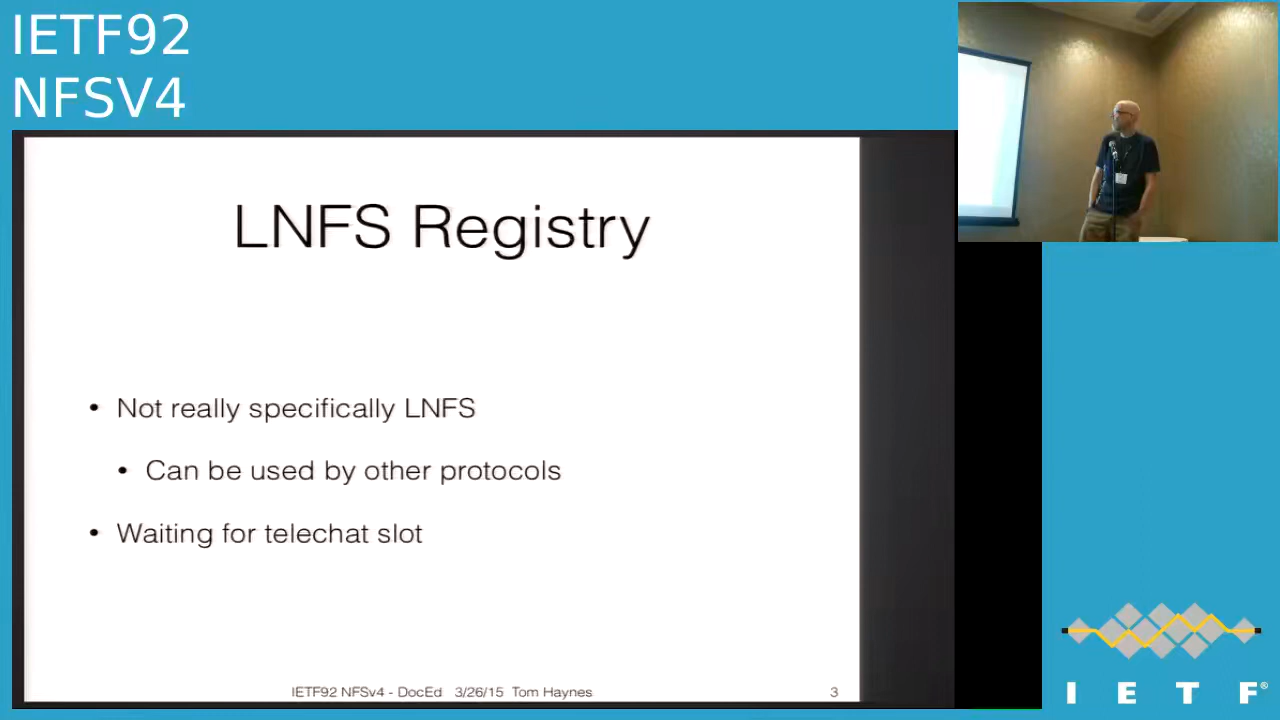 IETF92
NFSV4
LNFS Registry
• Not really specifically LNFS
• Can be used by other protocols
• Waiting for telechat slot
IETF92 NFSv4 - DocEd 3/26/15 Tom Haynes 3
I E T F®